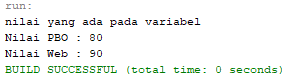 run:
nilai yang ada pada variabel
Nilai PBO : 80
Nilai Web : 90
BUILD SUCCESSFUL (total time: 0 seconds)